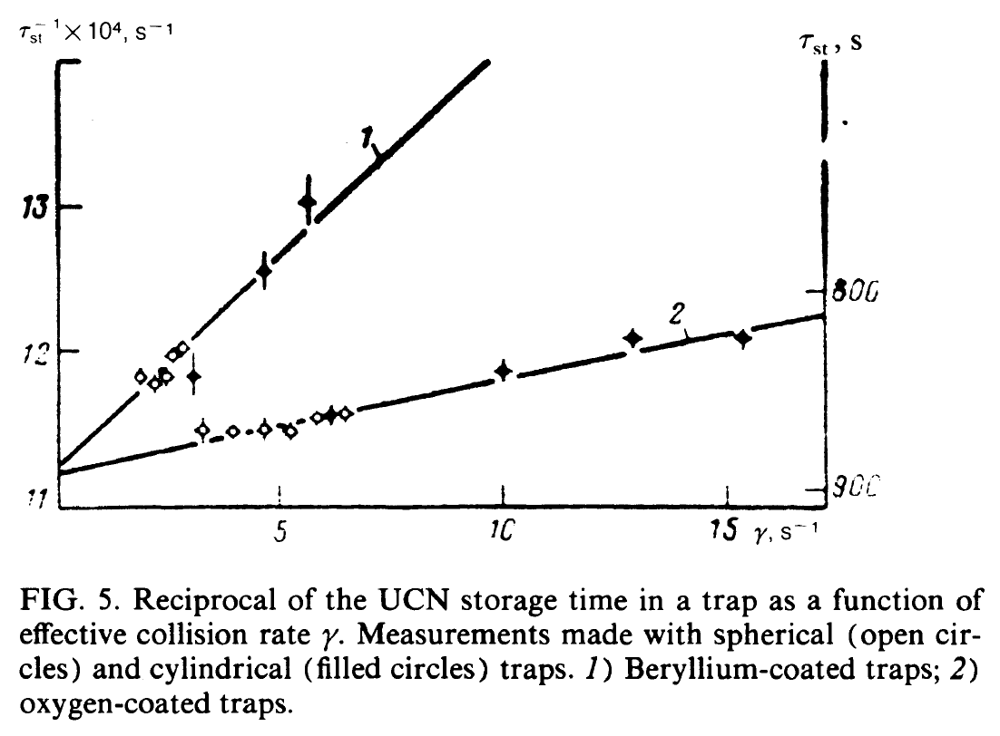 τst⁻¹ × 10⁴, s⁻¹
τst, s
1
13
800
2
12
11
900
5
10
15
γ, s⁻¹
FIG. 5. Reciprocal of the UCN storage time in a trap as a function of
effective collision rate γ. Measurements made with spherical (open cir-
cles) and cylindrical (filled circles) traps. 1) Beryllium-coated traps; 2)
oxygen-coated traps.